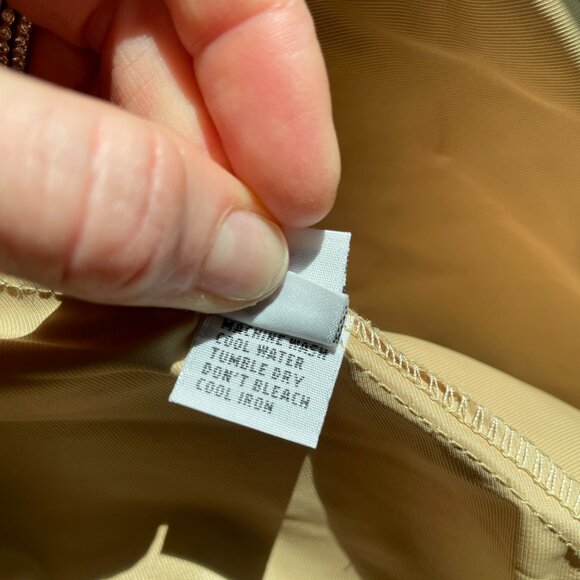 MACHINE WASH
COOL WATER
TUMBLE DRY
DON'T BLEACH
COOL IRON